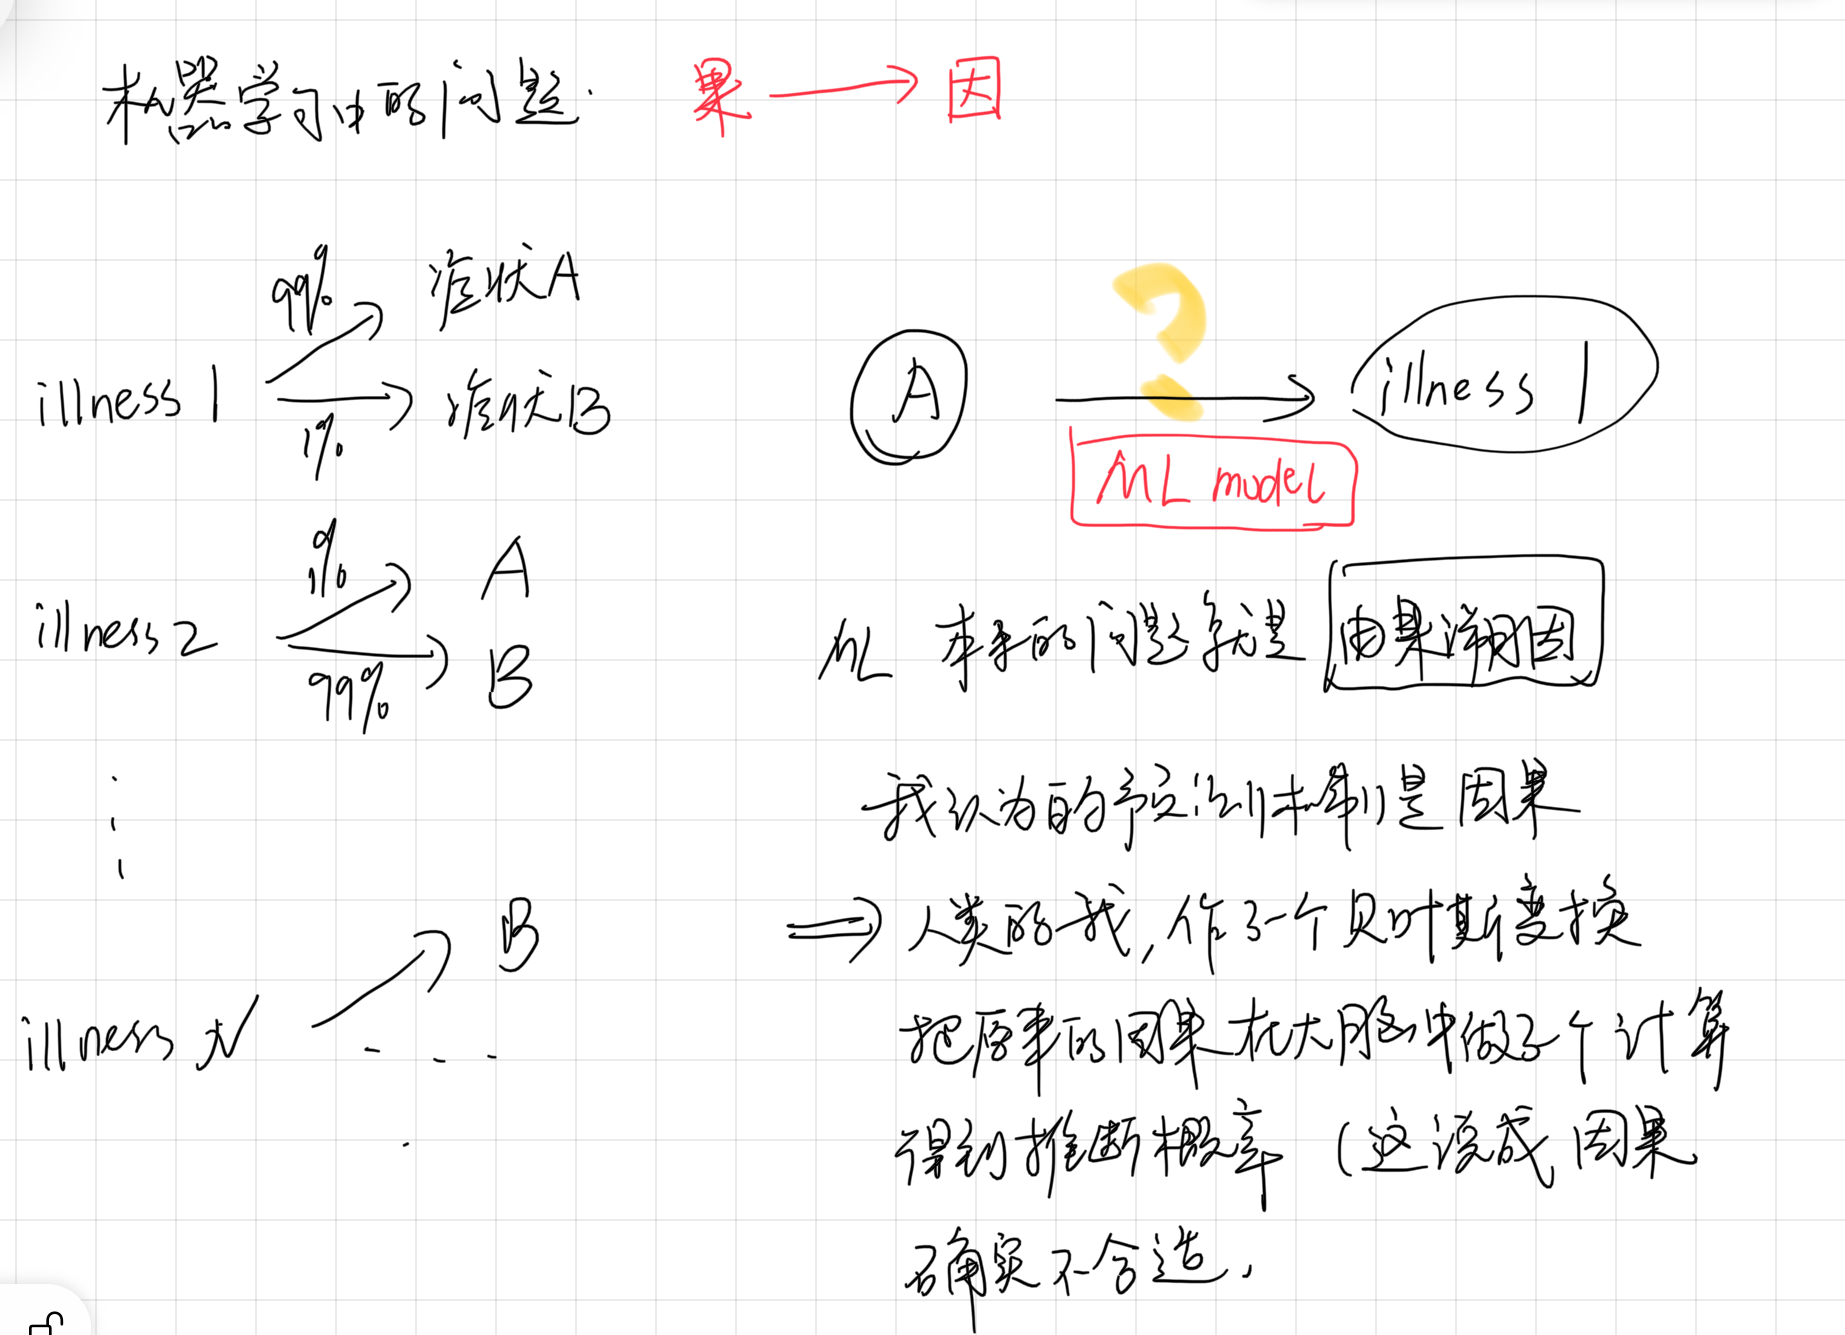 机器学习中的问题. 果 → 因
99% 症状A
illness 1 症状B
1%
A ? illness 1
ML model
1% A
illness 2 B
99%
ML 本来的问题就是 由果溯因
我认为的预测本身是因果
B
⇒ 人类的我, 作了一个贝叶斯变换
illness N
把原来的因果在大脑中做了个计算
得到推断概率 (这说成因果
确实不合适.